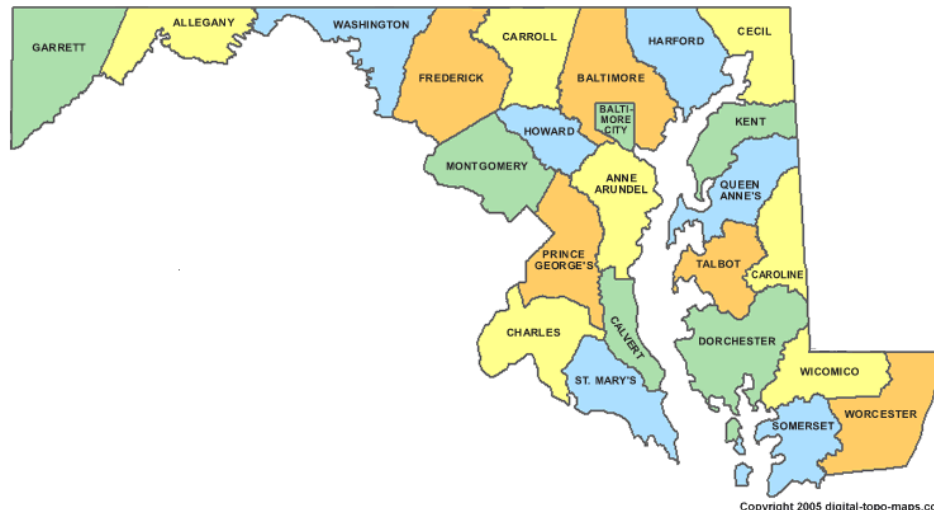 GARRETT
ALLEGANY
WASHINGTON
FREDERICK
CARROLL
BALTIMORE
HARFORD
CECIL
BALTI-
MORE
CITY
KENT
HOWARD
MONTGOMERY
ANNE
ARUNDEL
QUEEN
ANNE'S
PRINCE
GEORGE'S
TALBOT
CAROLINE
CHARLES
CALVERT
DORCHESTER
ST. MARY'S
WICOMICO
SOMERSET
WORCESTER
Copyright 2005 digital-topo-maps.co